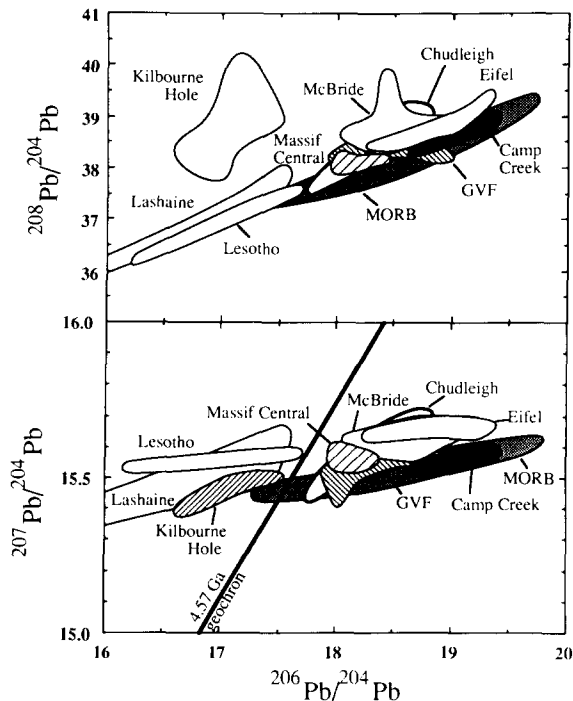 41
40
39
38
37
36
208Pb/204Pb
Kilbourne
Hole
Chudleigh
Eifel
McBride
Massif
Central
Camp
Creek
GVF
MORB
Lashaine
Lesotho
16.0
15.5
15.0
207Pb/204Pb
Massif Central
McBride
Chudleigh
Eifel
Lesotho
MORB
Lashaine
GVF
Camp Creek
Kilbourne
Hole
4.57 Ga
geochron
16 17 18 19 20
206Pb/204Pb